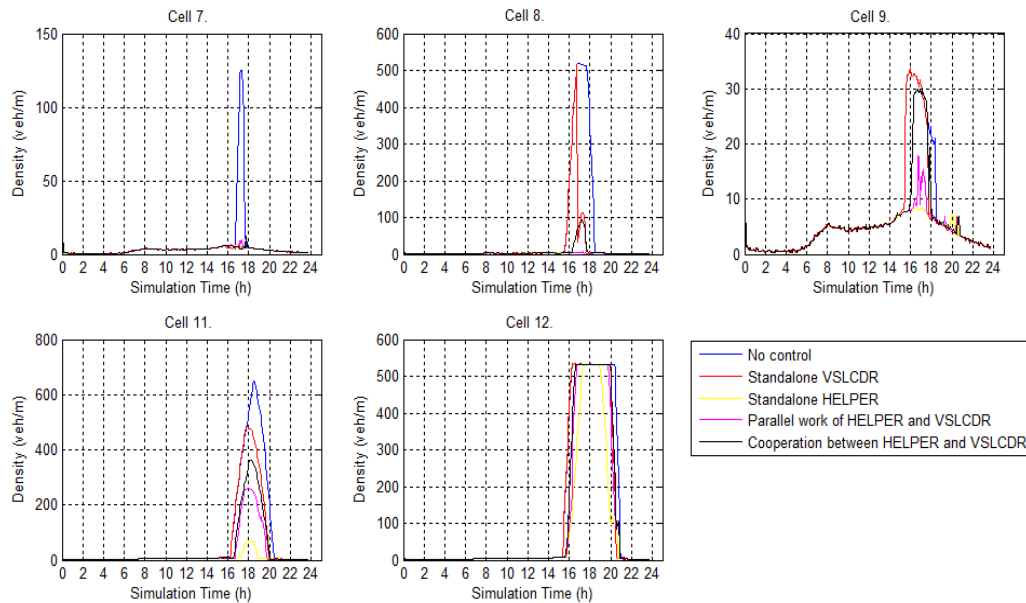 Cell 7.
150
100
50
0
Density (veh/m)
0 2 4 6 8 10 12 14 16 18 20 22 24
Simulation Time (h)
Cell 8.
600
500
400
300
200
100
0
Density (veh/m)
0 2 4 6 8 10 12 14 16 18 20 22 24
Simulation Time (h)
Cell 9.
40
30
20
10
0
Density (veh/m)
0 2 4 6 8 10 12 14 16 18 20 22 24
Simulation Time (h)
Cell 11.
800
600
400
200
0
Density (veh/m)
0 2 4 6 8 10 12 14 16 18 20 22 24
Simulation Time (h)
Cell 12.
600
500
400
300
200
100
0
Density (veh/m)
0 2 4 6 8 10 12 14 16 18 20 22 24
Simulation Time (h)
No control
Standalone VSLCDR
Standalone HELPER
Parallel work of HELPER and VSLCDR
Cooperation between HELPER and VSLCDR